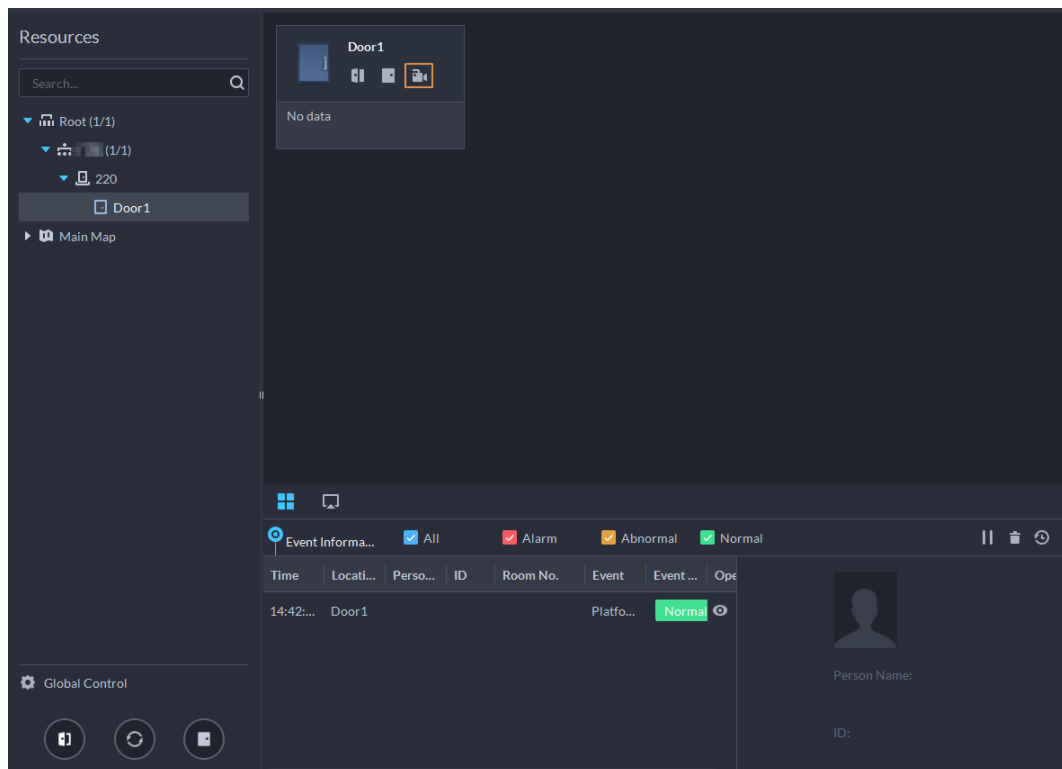 Resources
Search...
Root (1/1)
(1/1)
220
Door1
Main Map
Global Control
Door1
No data
Event Informa...
All
Alarm
Abnormal
Normal
Time Locati... Perso... ID Room No. Event Event ... Ope
14:42:... Door1 Platfo... Normal
Person Name:
ID: